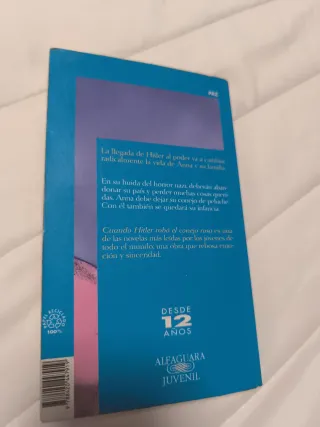 La llegada de Hitler al poder va a cambiar
radicalmente la vida de Anna y su familia.
En su huida del horror nazi, deberán aban-
donar su país y perder muchas cosas queri-
das. Anna debe dejar su conejo de peluche.
Con él también se quedará su infancia.
Cuando Hitler robó el conejo rosa es una
de las novelas más leídas por los jóvenes de
todo el mundo, una obra que rebosa emo-
ción y sinceridad.
DESDE
12
AÑOS
ALFAGUARA
JUVENIL
100%